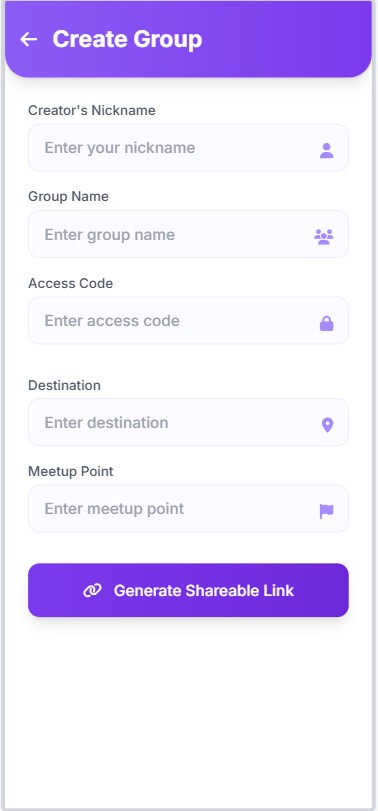 Create Group
Creator's Nickname
Enter your nickname
Group Name
Enter group name
Access Code
Enter access code
Destination
Enter destination
Meetup Point
Enter meetup point
Generate Shareable Link